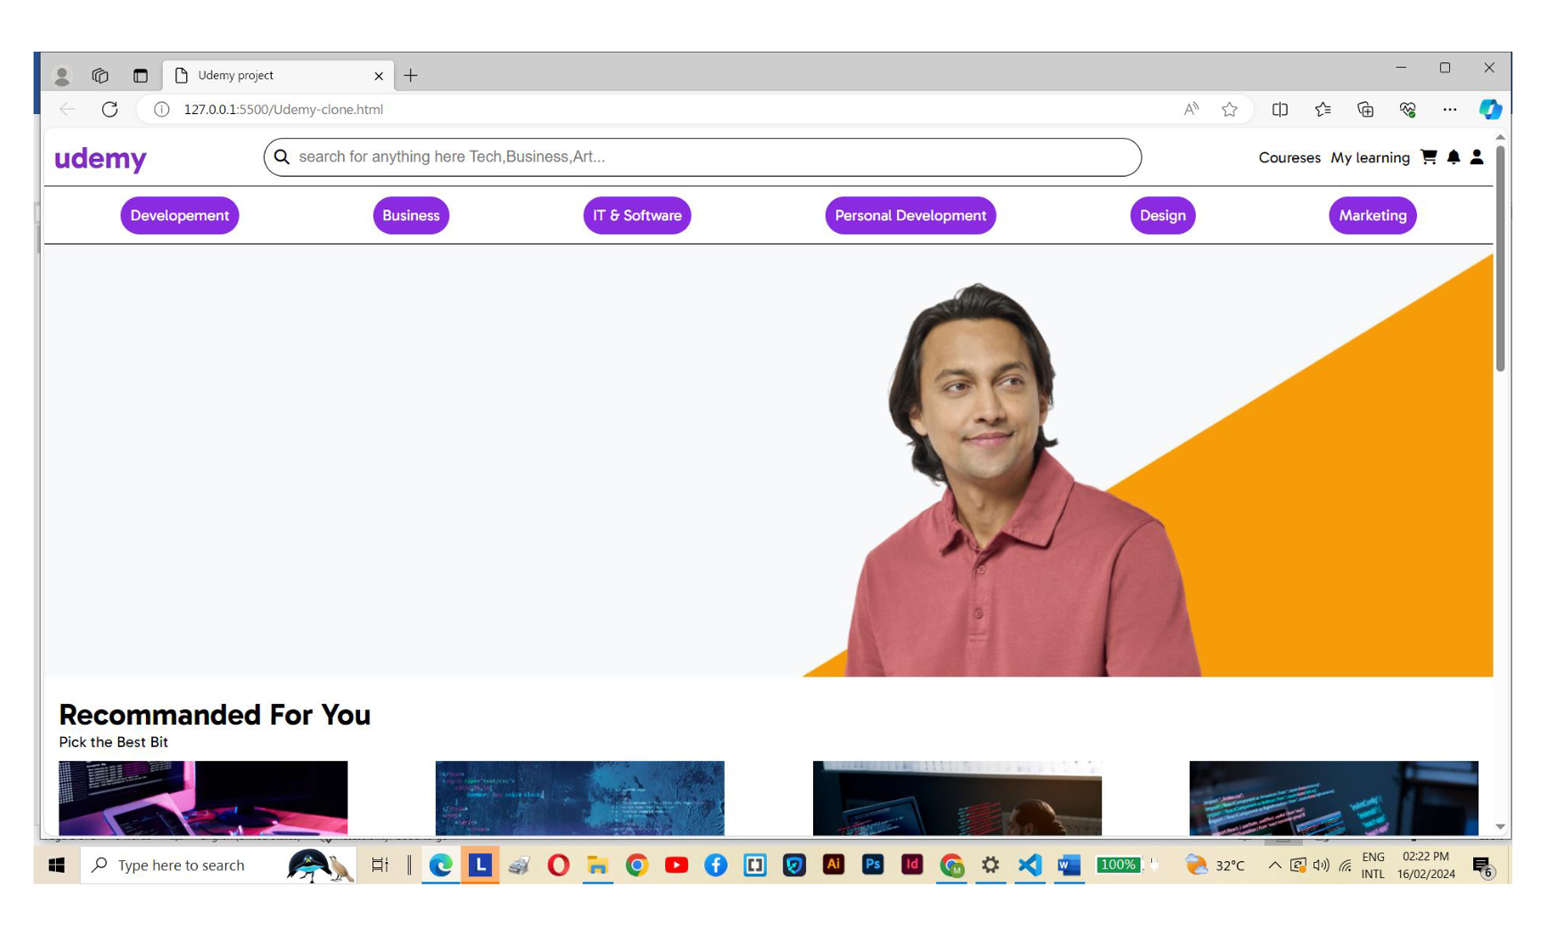 Udemy project
127.0.0.1:5500/Udemy-clone.html
udemy
search for anything here Tech,Business,Art...
Coureses My learning
Developement Business IT & Software Personal Development Design Marketing
Recommanded For You
Pick the Best Bit
Type here to search
L
Ai
Ps
Id
M
W
100%
32°C
ENG
INTL
02:22 PM
16/02/2024
6